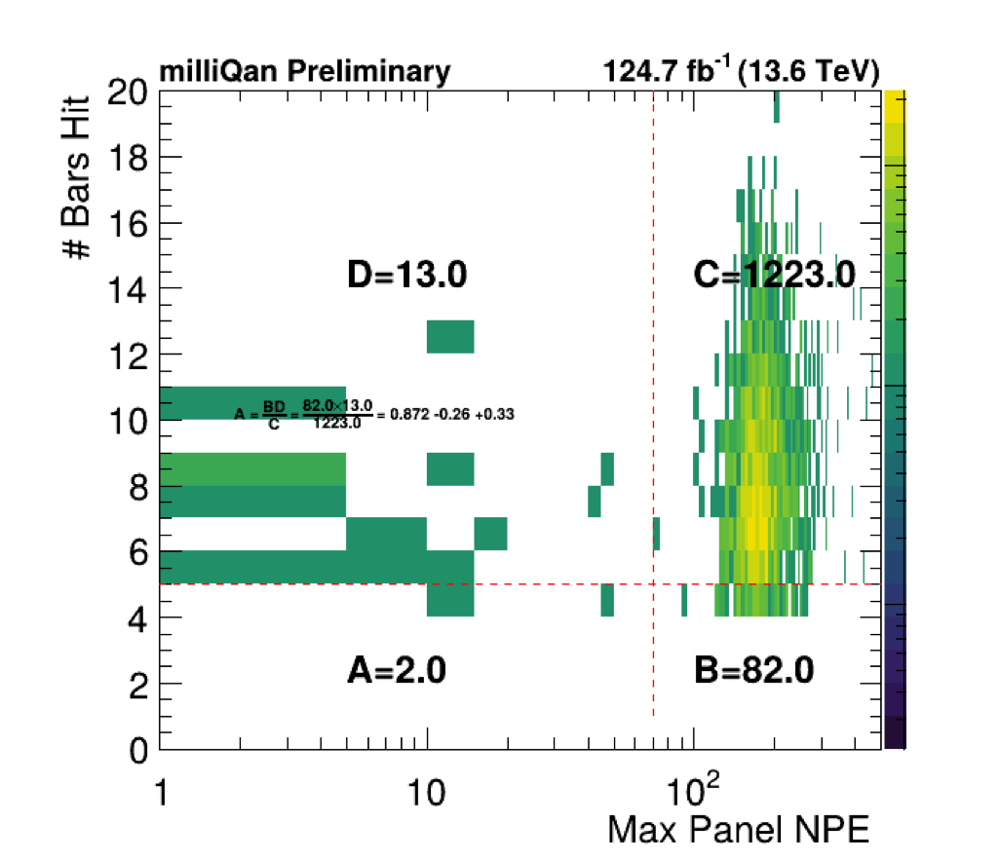 milliQan Preliminary 124.7 fb⁻¹ (13.6 TeV)
# Bars Hit
20
18
16
14
12
10
8
6
4
2
0
D=13.0
C=1223.0
A = BD/C = 82.0×13.0/1223.0 = 0.872 -0.26 +0.33
A=2.0
B=82.0
1 10 10²
Max Panel NPE